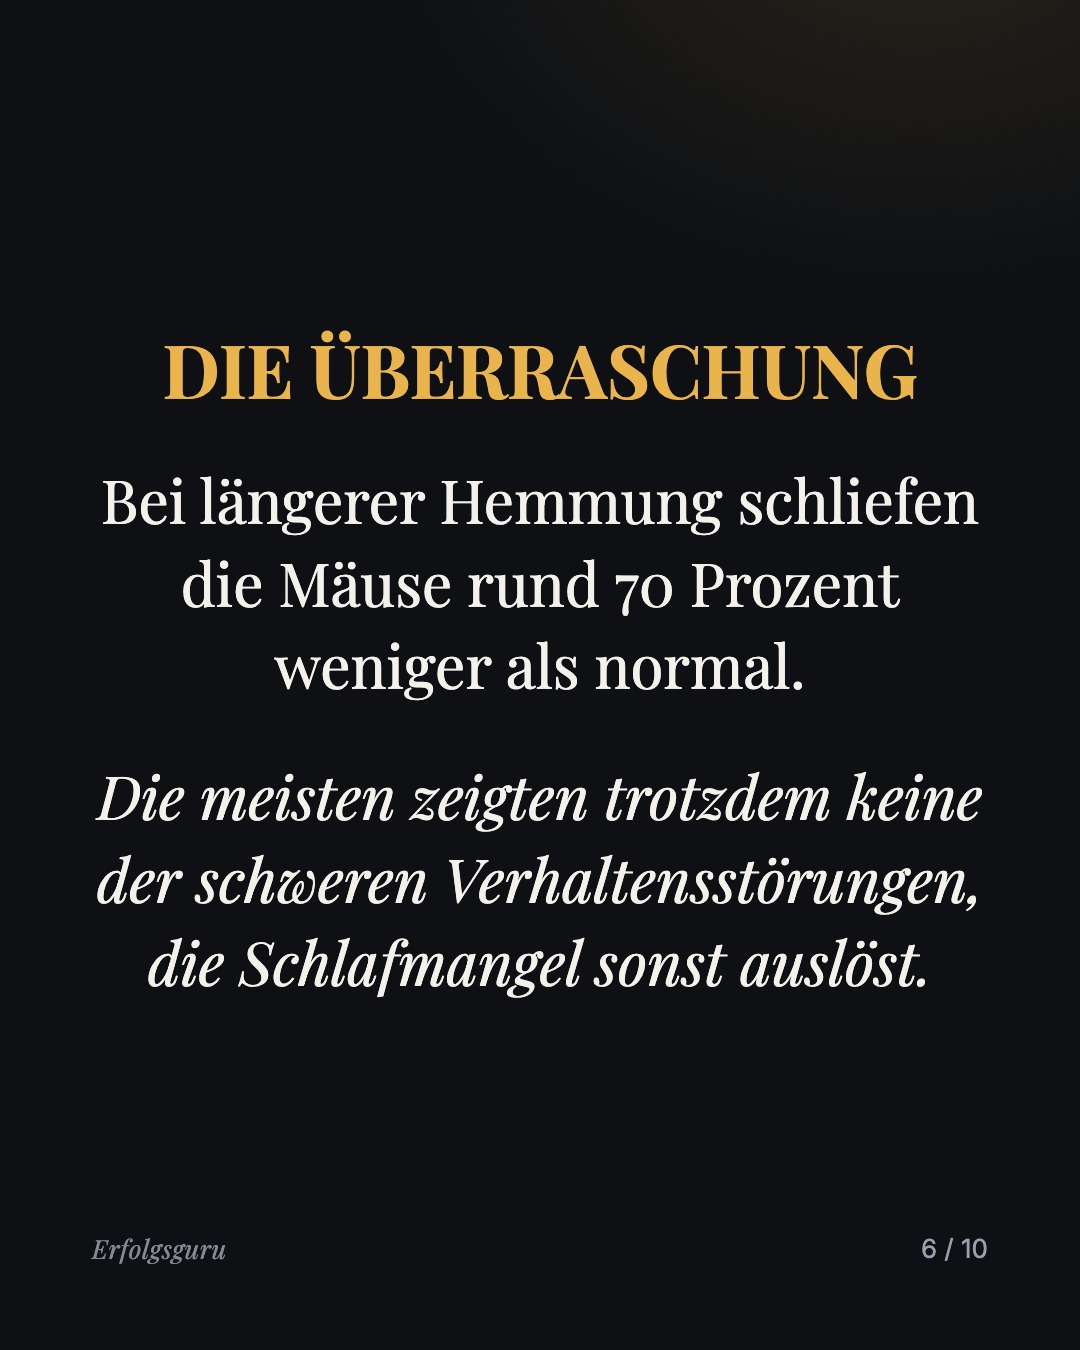 DIE ÜBERRASCHUNG
Bei längerer Hemmung schliefen
die Mäuse rund 70 Prozent
weniger als normal.
Die meisten zeigten trotzdem keine
der schweren Verhaltensstörungen,
die Schlafmangel sonst auslöst.
Erfolgsguru
6 / 10